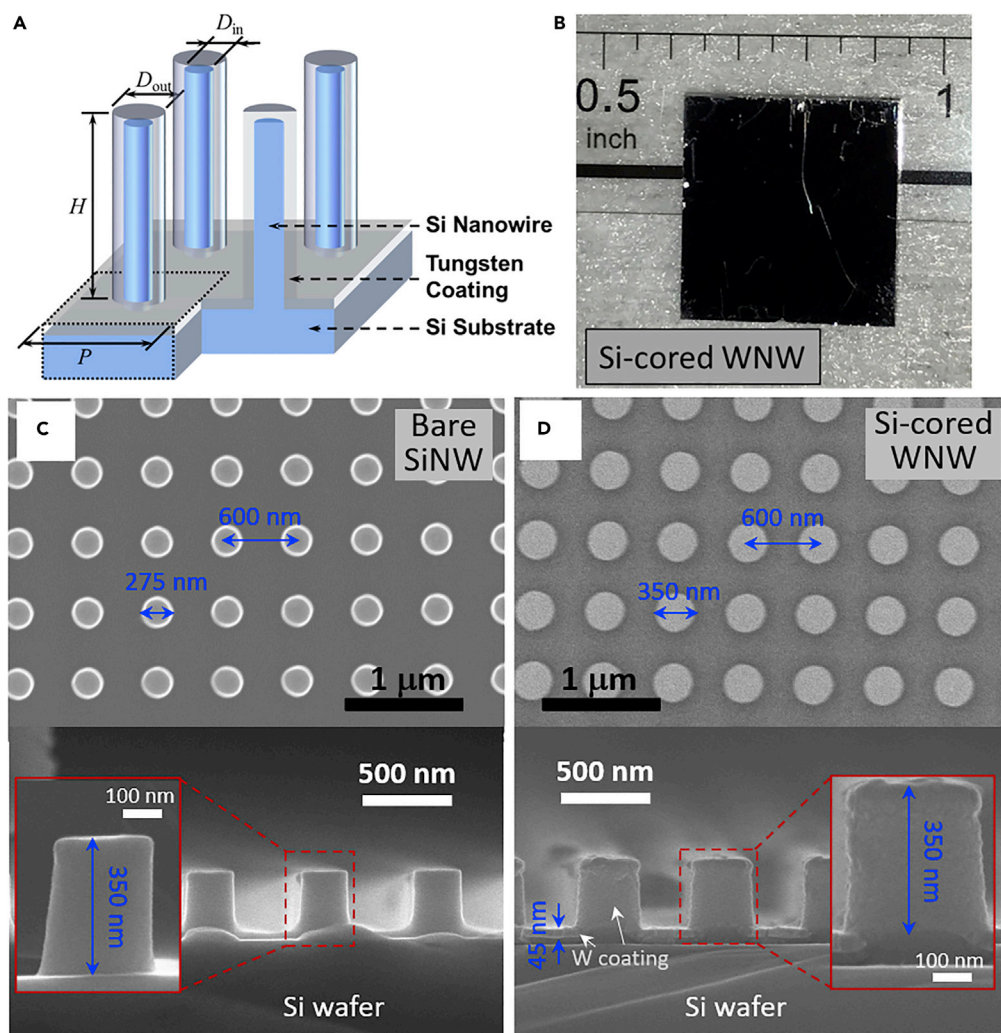 A
D_in
D_out
H
Si Nanowire
Tungsten
Coating
Si Substrate
P
B
0.5
1
inch
Si-cored WNW
C
Bare
SiNW
600 nm
275 nm
1 μm
500 nm
100 nm
350 nm
Si wafer
D
Si-cored
WNW
600 nm
350 nm
1 μm
500 nm
350 nm
45 nm
W coating
100 nm
Si wafer